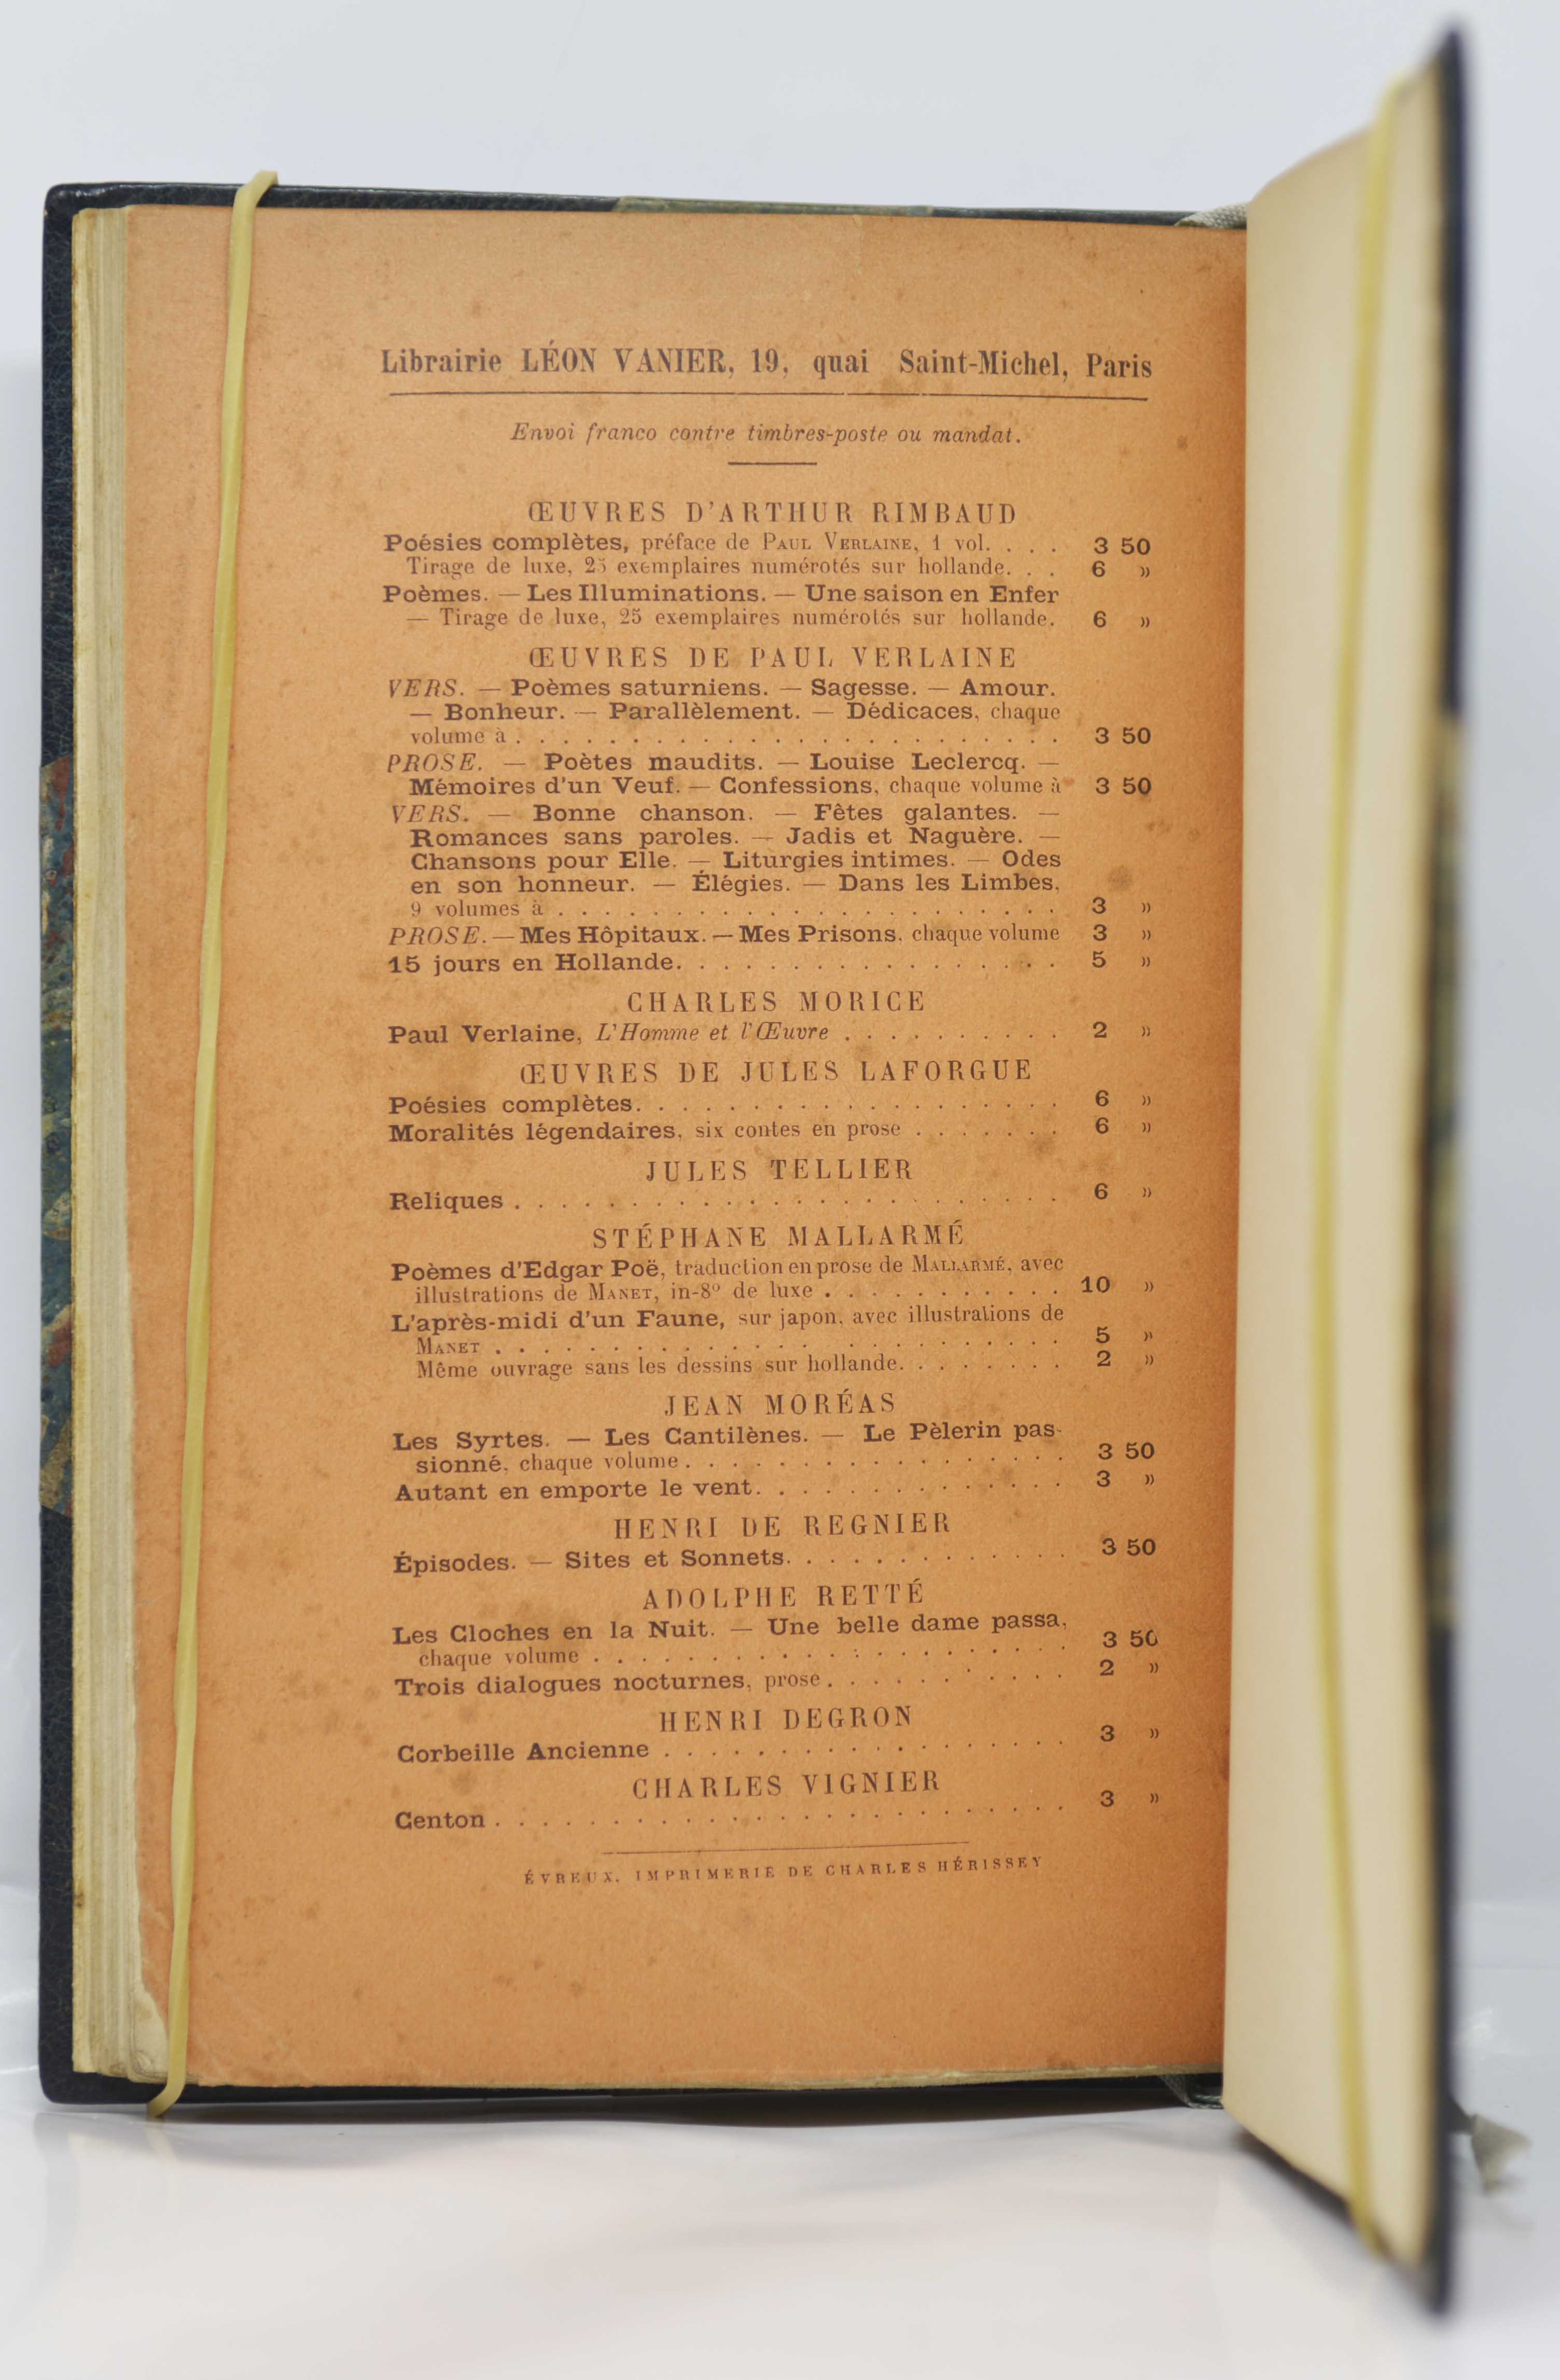 Librairie LÉON VANIER, 19, quai Saint-Michel, Paris
Envoi franco contre timbres-poste ou mandat.
ŒUVRES D'ARTHUR RIMBAUD
Poésies complètes, préface de PAUL VERLAINE, 1 vol. . . . 3 50
Tirage de luxe, 25 exemplaires numérotés sur hollande. . . 6 »
Poèmes. — Les Illuminations. — Une saison en Enfer
— Tirage de luxe, 25 exemplaires numérotés sur hollande. 6 »
ŒUVRES DE PAUL VERLAINE
VERS. — Poèmes saturniens. — Sagesse. — Amour.
— Bonheur. — Parallèlement. — Dédicaces, chaque
volume à . . . . . . . . . . . . . . . . . . . . . . . 3 50
PROSE. — Poètes maudits. — Louise Leclercq. —
Mémoires d'un Veuf. — Confessions, chaque volume à 3 50
VERS. — Bonne chanson. — Fêtes galantes. —
Romances sans paroles. — Jadis et Naguère. —
Chansons pour Elle. — Liturgies intimes. — Odes
en son honneur. — Élégies. — Dans les Limbes,
9 volumes à . . . . . . . . . . . . . . . . . . . . . . 3 »
PROSE. — Mes Hôpitaux. — Mes Prisons, chaque volume 3 »
15 jours en Hollande. . . . . . . . . . . . . . . . . 5 »
CHARLES MORICE
Paul Verlaine, L'Homme et l'Œuvre . . . . . . . . . . 2 »
ŒUVRES DE JULES LAFORGUE
Poésies complètes. . . . . . . . . . . . . . . . . . . 6 »
Moralités légendaires, six contes en prose . . . . . . . 6 »
JULES TELLIER
Reliques . . . . . . . . . . . . . . . . . . . . . . . . 6 »
STÉPHANE MALLARMÉ
Poèmes d'Edgar Poë, traduction en prose de MALLARMÉ, avec
illustrations de MANET, in-8º de luxe . . . . . . . . . . . 10 »
L'après-midi d'un Faune, sur japon, avec illustrations de
MANET . . . . . . . . . . . . . . . . . . . . . . . . 5 »
Même ouvrage sans les dessins sur hollande. . . . . . . . 2 »
JEAN MORÉAS
Les Syrtes. — Les Cantilènes. — Le Pèlerin pas-
sionné, chaque volume . . . . . . . . . . . . . . . . . 3 50
Autant en emporte le vent. . . . . . . . . . . . . . 3 »
HENRI DE REGNIER
Épisodes. — Sites et Sonnets. . . . . . . . . . . . . 3 50
ADOLPHE RETTÉ
Les Cloches en la Nuit. — Une belle dame passa,
chaque volume . . . . . . . . . . . . . . . . . . . . . 3 50
Trois dialogues nocturnes, prose . . . . . . . . . . . 2 »
HENRI DEGRON
Corbeille Ancienne . . . . . . . . . . . . . . . . . . 3 »
CHARLES VIGNIER
Centon . . . . . . . . . . . . . . . . . . . . . . . . . 3 »
ÉVREUX, IMPRIMERIE DE CHARLES HÉRISSEY